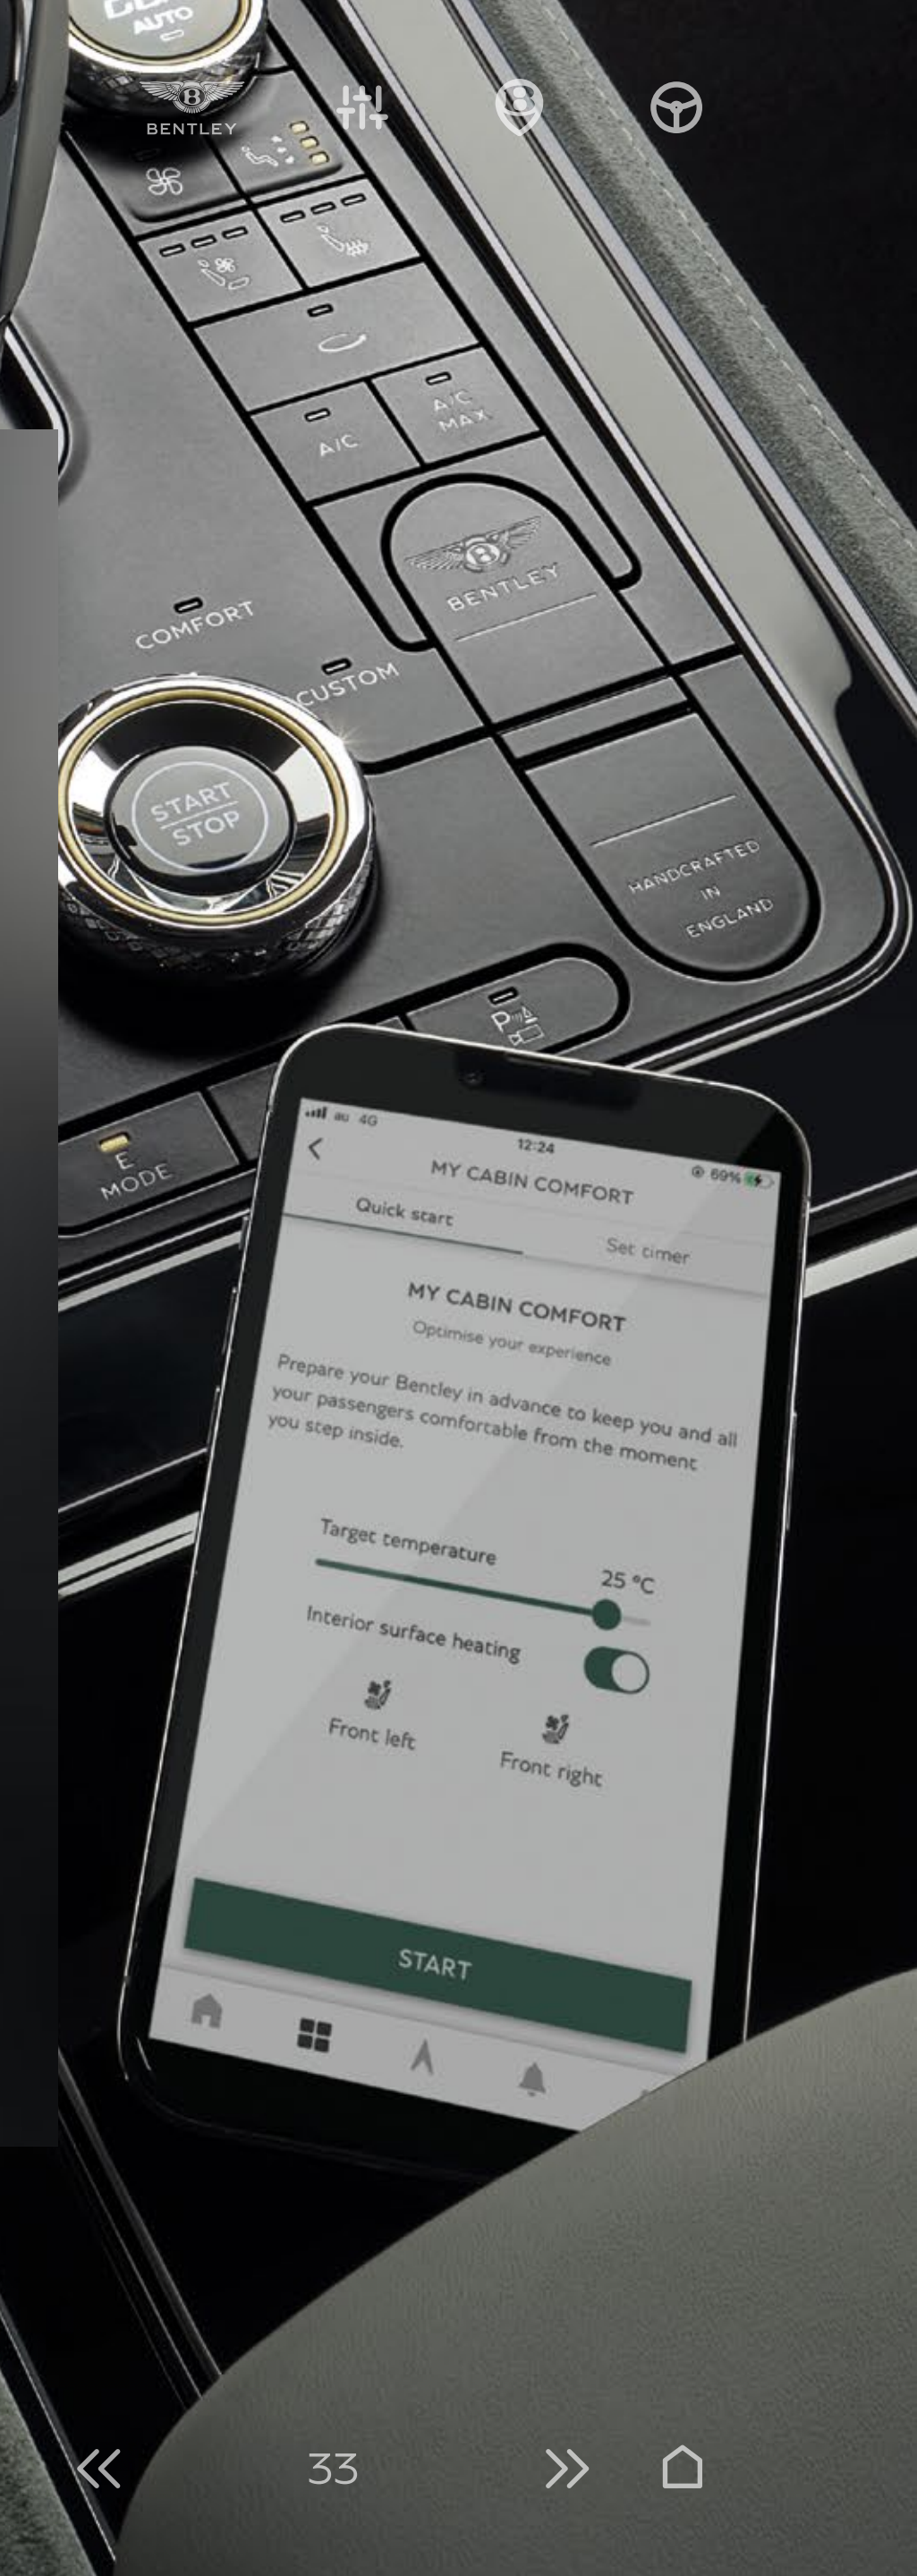 AUTO
BENTLEY
A/C
A/C
MAX
BENTLEY
COMFORT
CUSTOM
START
STOP
HANDCRAFTED
IN
ENGLAND
P
E
MODE
au 4G
12:24
69%
MY CABIN COMFORT
Quick start
Set timer
MY CABIN COMFORT
Optimise your experience
Prepare your Bentley in advance to keep you and all
your passengers comfortable from the moment
you step inside.
Target temperature
25 °C
Interior surface heating
Front left
Front right
START
33